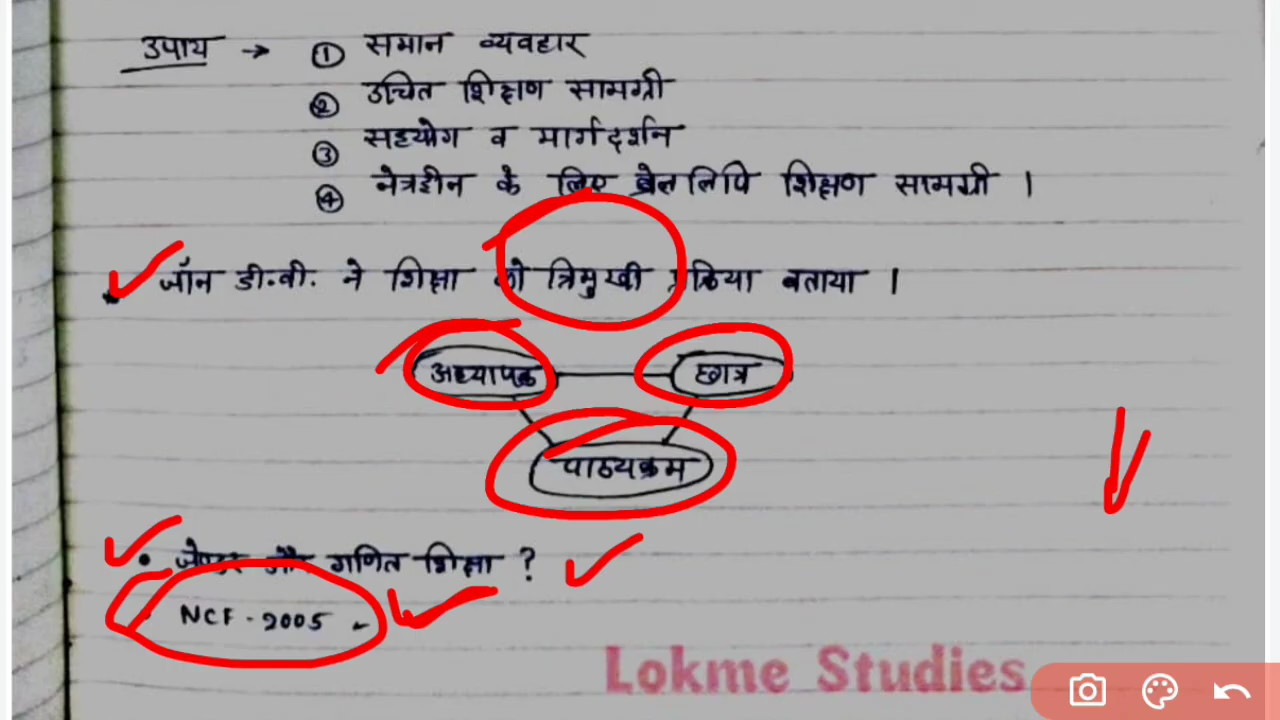 उपाय → ① समान व्यवहार
② उचित शिक्षण सामग्री
③ सहयोग व मार्गदर्शन
④ नेत्रहीन के लिए ब्रेललिपि शिक्षण सामग्री ।
जॉन डी.वी. ने शिक्षा को त्रिमुखी प्रक्रिया बताया ।
अध्यापक छात्र
पाठ्यक्रम
• जेण्डर और गणित शिक्षा ?
NCF - 2005 -
Lokme Studies